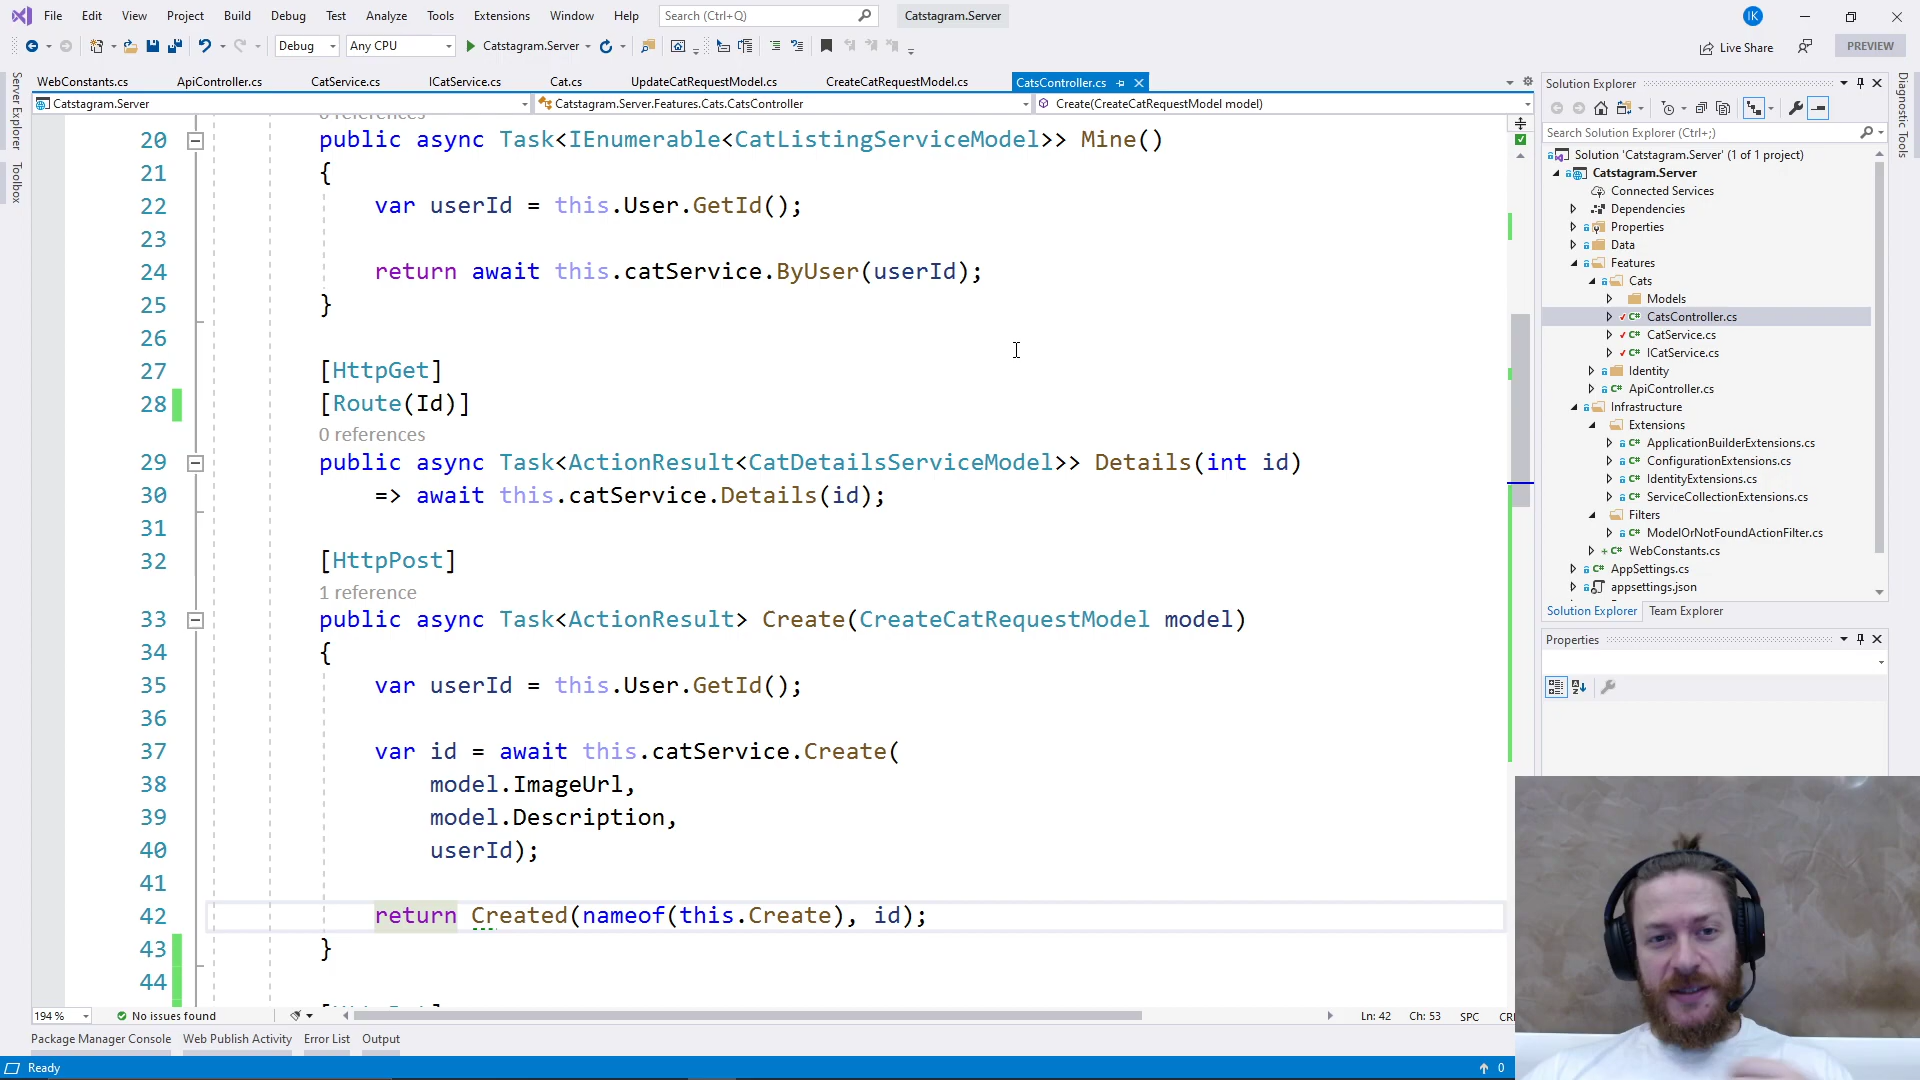 File Edit View Project Build Debug Test Analyze Tools Extensions Window Help Search (Ctrl+Q) Catstagram.Server IK
Debug Any CPU Catstagram.Server Live Share PREVIEW
WebConstants.cs ApiController.cs CatService.cs ICatService.cs Cat.cs UpdateCatRequestModel.cs CreateCatRequestModel.cs CatsController.cs
Catstagram.Server Catstagram.Server.Features.Cats.CatsController Create(CreateCatRequestModel model)
Server Explorer
Toolbox
0 references
20 public async Task<IEnumerable<CatListingServiceModel>> Mine()
21 {
22 var userId = this.User.GetId();
23
24 return await this.catService.ByUser(userId);
25 }
26
27 [HttpGet]
28 [Route(Id)]
0 references
29 public async Task<ActionResult<CatDetailsServiceModel>> Details(int id)
30 => await this.catService.Details(id);
31
32 [HttpPost]
1 reference
33 public async Task<ActionResult> Create(CreateCatRequestModel model)
34 {
35 var userId = this.User.GetId();
36
37 var id = await this.catService.Create(
38 model.ImageUrl,
39 model.Description,
40 userId);
41
42 return Created(nameof(this.Create), id);
43 }
44
194 % No issues found Ln: 42 Ch: 53 SPC
Package Manager Console Web Publish Activity Error List Output
Ready 0
Solution Explorer
Search Solution Explorer (Ctrl+;)
Solution 'Catstagram.Server' (1 of 1 project)
Catstagram.Server
Connected Services
Dependencies
Properties
Data
Features
Cats
Models
C# CatsController.cs
C# CatService.cs
C# ICatService.cs
Identity
C# ApiController.cs
Infrastructure
Extensions
C# ApplicationBuilderExtensions.cs
C# ConfigurationExtensions.cs
C# IdentityExtensions.cs
C# ServiceCollectionExtensions.cs
Filters
C# ModelOrNotFoundActionFilter.cs
C# WebConstants.cs
C# AppSettings.cs
appsettings.json
Solution Explorer Team Explorer
Properties
Diagnostic Tools